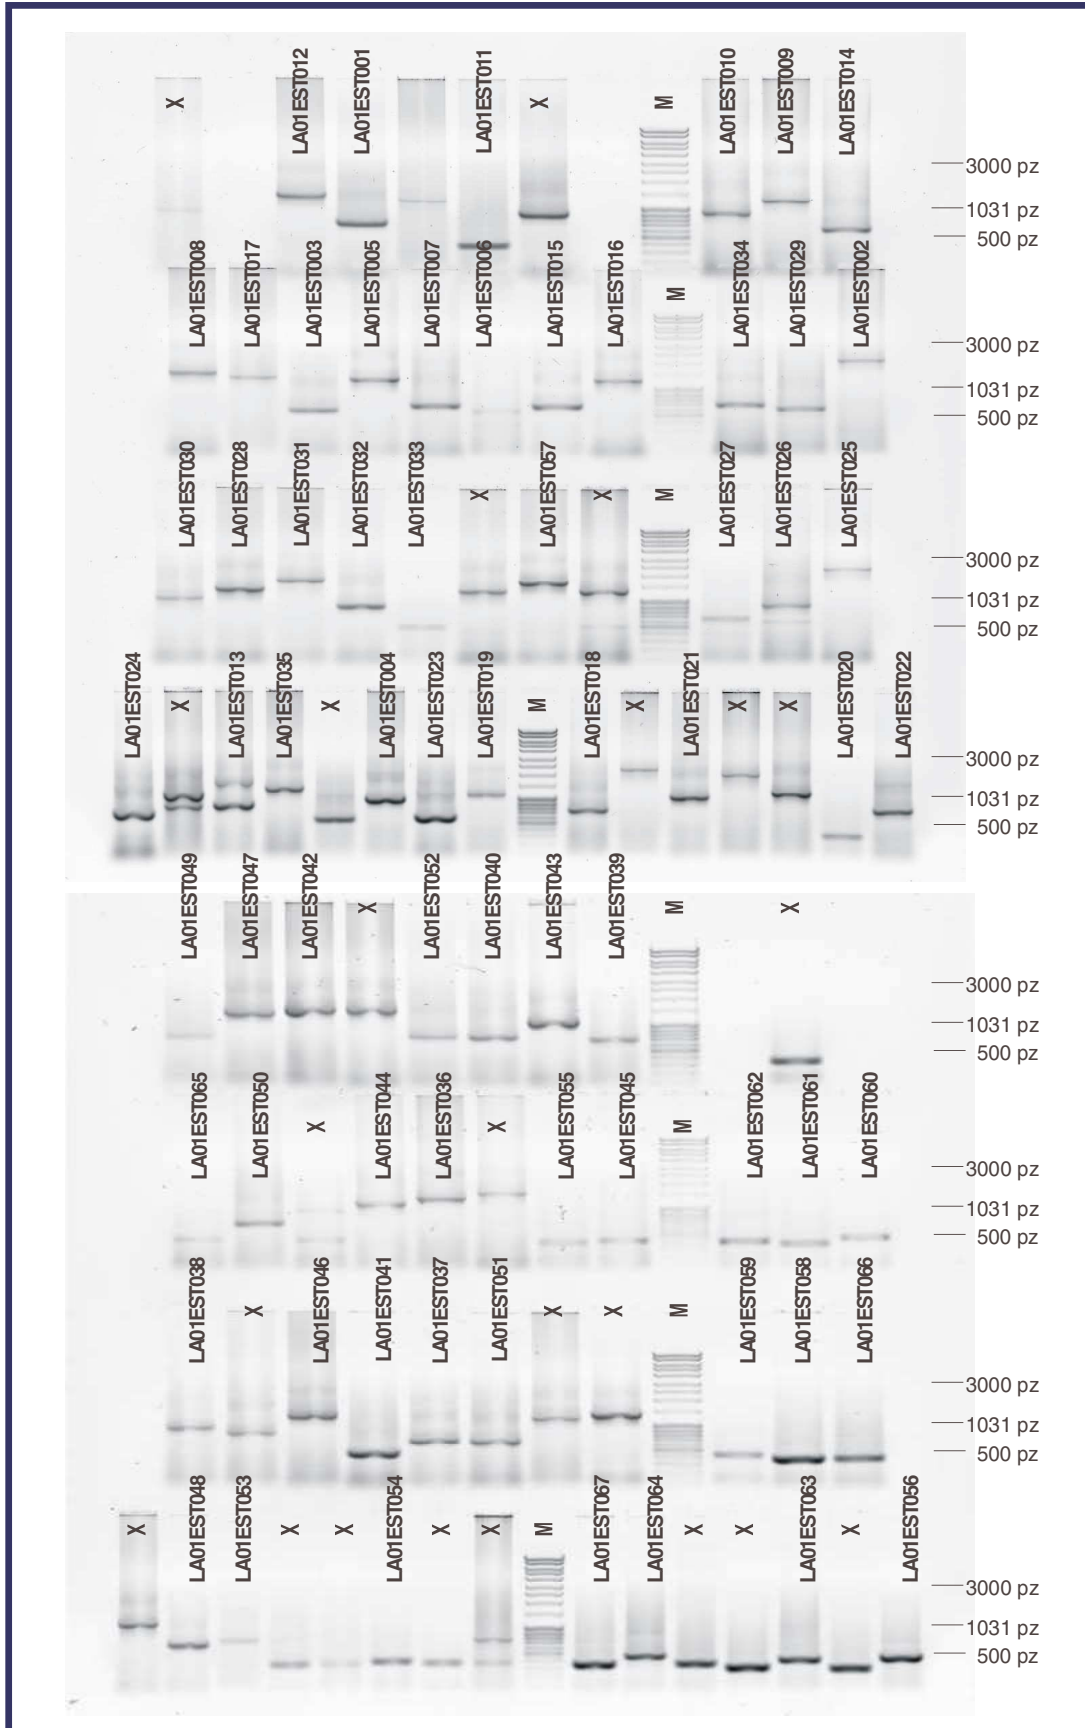 X LA01EST012 LA01EST001 LA01EST011 X M LA01EST010 LA01EST009 LA01EST014
3000 pz
1031 pz
500 pz
LA01EST008 LA01EST017 LA01EST003 LA01EST005 LA01EST007 LA01EST006 LA01EST015 LA01EST016 M LA01EST034 LA01EST029 LA01EST002
3000 pz
1031 pz
500 pz
LA01EST030 LA01EST028 LA01EST031 LA01EST032 LA01EST033 X LA01EST057 X M LA01EST027 LA01EST026 LA01EST025
3000 pz
1031 pz
500 pz
LA01EST024 X LA01EST013 LA01EST035 X LA01EST004 LA01EST023 LA01EST019 M LA01EST018 X LA01EST021 X X LA01EST020 LA01EST022
3000 pz
1031 pz
500 pz
LA01EST049 LA01EST047 LA01EST042 X LA01EST052 LA01EST040 LA01EST043 LA01EST039 M X
3000 pz
1031 pz
500 pz
LA01EST065 LA01EST050 X LA01EST044 LA01EST036 X LA01EST055 LA01EST045 M LA01EST062 LA01EST061 LA01EST060
3000 pz
1031 pz
500 pz
LA01EST038 X LA01EST046 LA01EST041 LA01EST037 LA01EST051 X X M LA01EST059 LA01EST058 LA01EST066
3000 pz
1031 pz
500 pz
X LA01EST048 LA01EST053 X X LA01EST054 X X M LA01EST067 LA01EST064 X X LA01EST063 X LA01EST056
3000 pz
1031 pz
500 pz